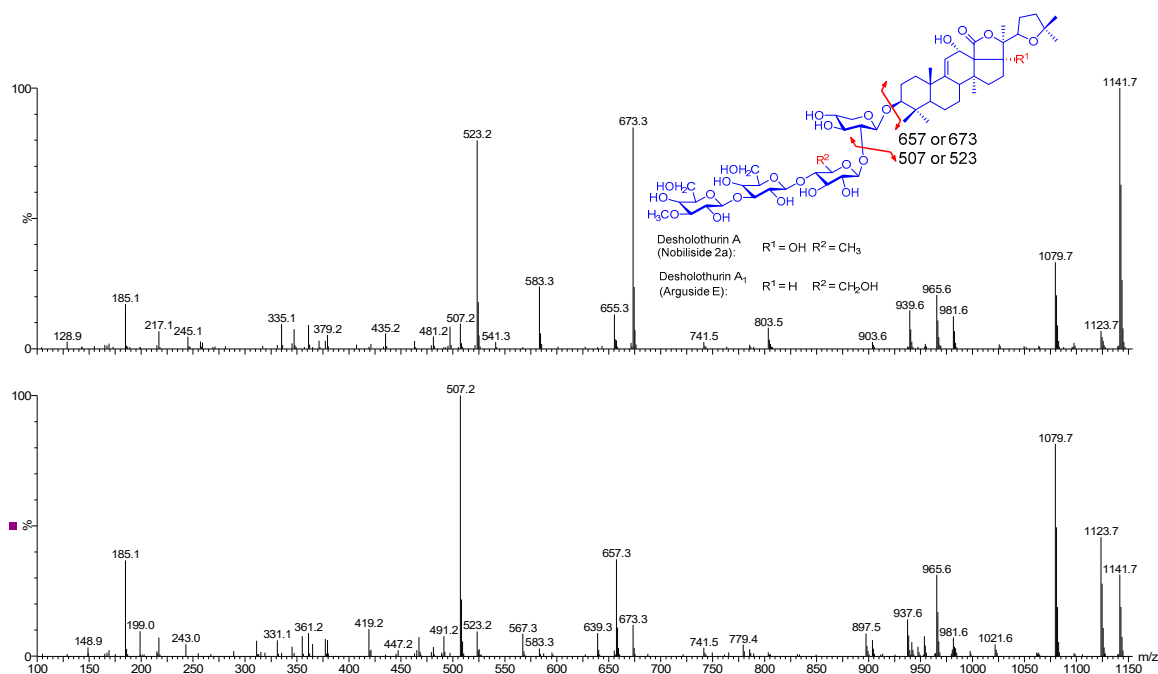 O
O
HO
R¹
O
HO
HO
O
O
657 or 673
507 or 523
R²
O
O
HO
OH
HOH₂C
HO
O
O
OH
HOH₂C
HO
H₃CO
O
O
OH
Desholothurin A
(Nobiliside 2a):
R¹ = OH R² = CH₃
Desholothurin A₁
(Arguside E):
R¹ = H R² = CH₂OH
100
%
0
128.9
185.1
217.1
245.1
335.1
379.2
435.2
481.2
507.2
523.2
541.3
583.3
655.3
673.3
741.5
803.5
903.6
939.6
965.6
981.6
1079.7
1123.7
1141.7
100
%
0
148.9
185.1
199.0
243.0
331.1
361.2
419.2
447.2
491.2
507.2
523.2
567.3
583.3
639.3
657.3
673.3
741.5
779.4
897.5
937.6
965.6
981.6
1021.6
1079.7
1123.7
1141.7
100 150 200 250 300 350 400 450 500 550 600 650 700 750 800 850 900 950 1000 1050 1100 1150 m/z